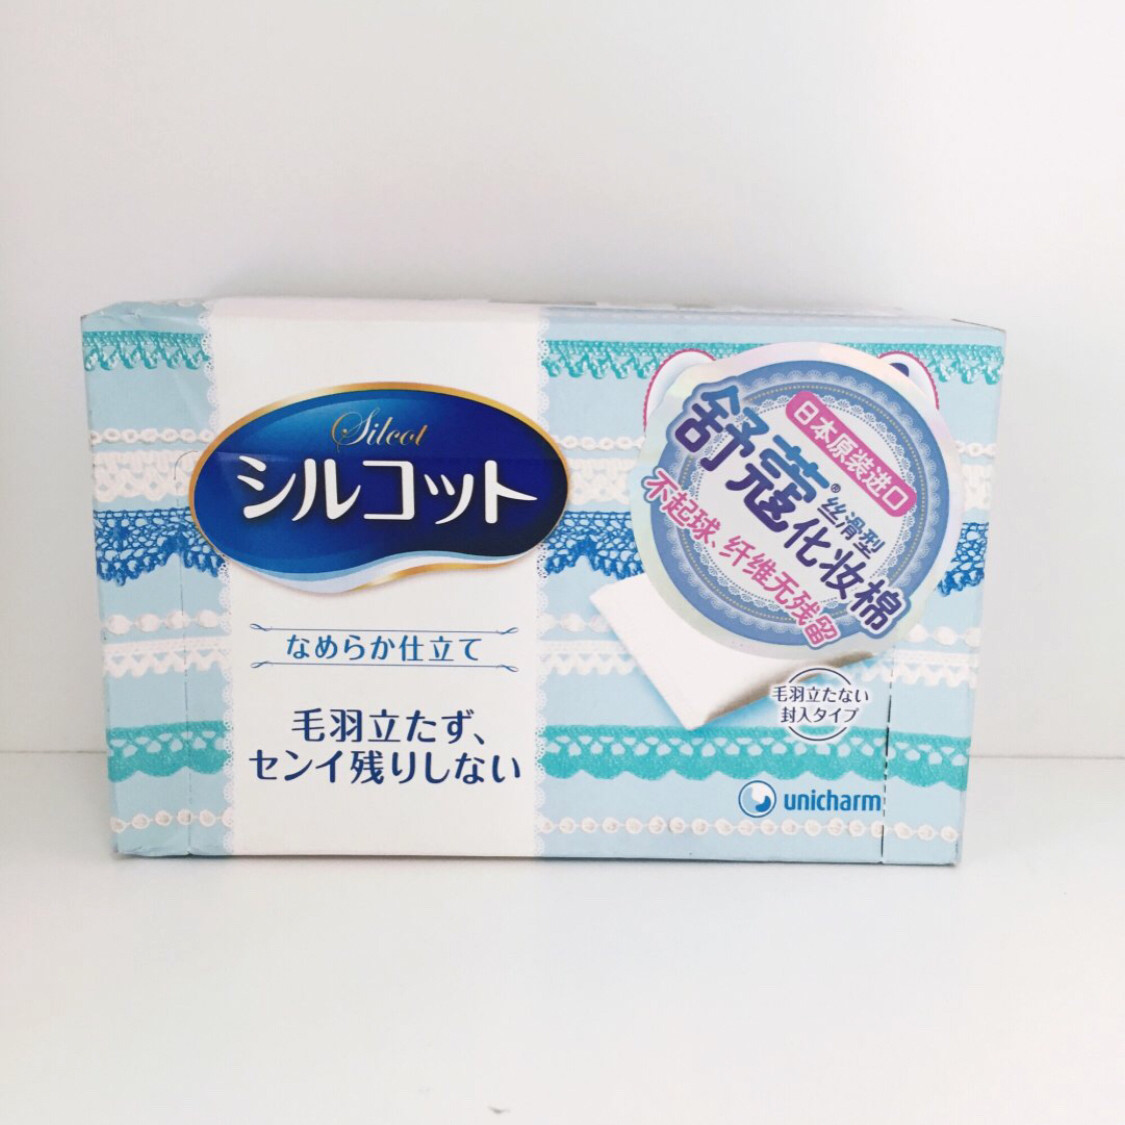 Silcot
シルコット
なめらか仕立て
毛羽立たず、
センイ残りしない
日本原装进口
舒蔻®
丝滑型
化妆棉
不起球、纤维无残留
毛羽立たない
封入タイプ
unicharm